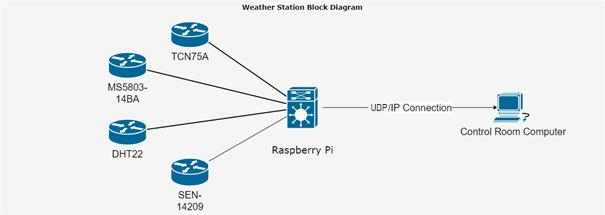 Weather Station Block Diagram
TCN75A
MS5803-
14BA
DHT22
SEN-
14209
Raspberry Pi
UDP/IP Connection
?
Control Room Computer